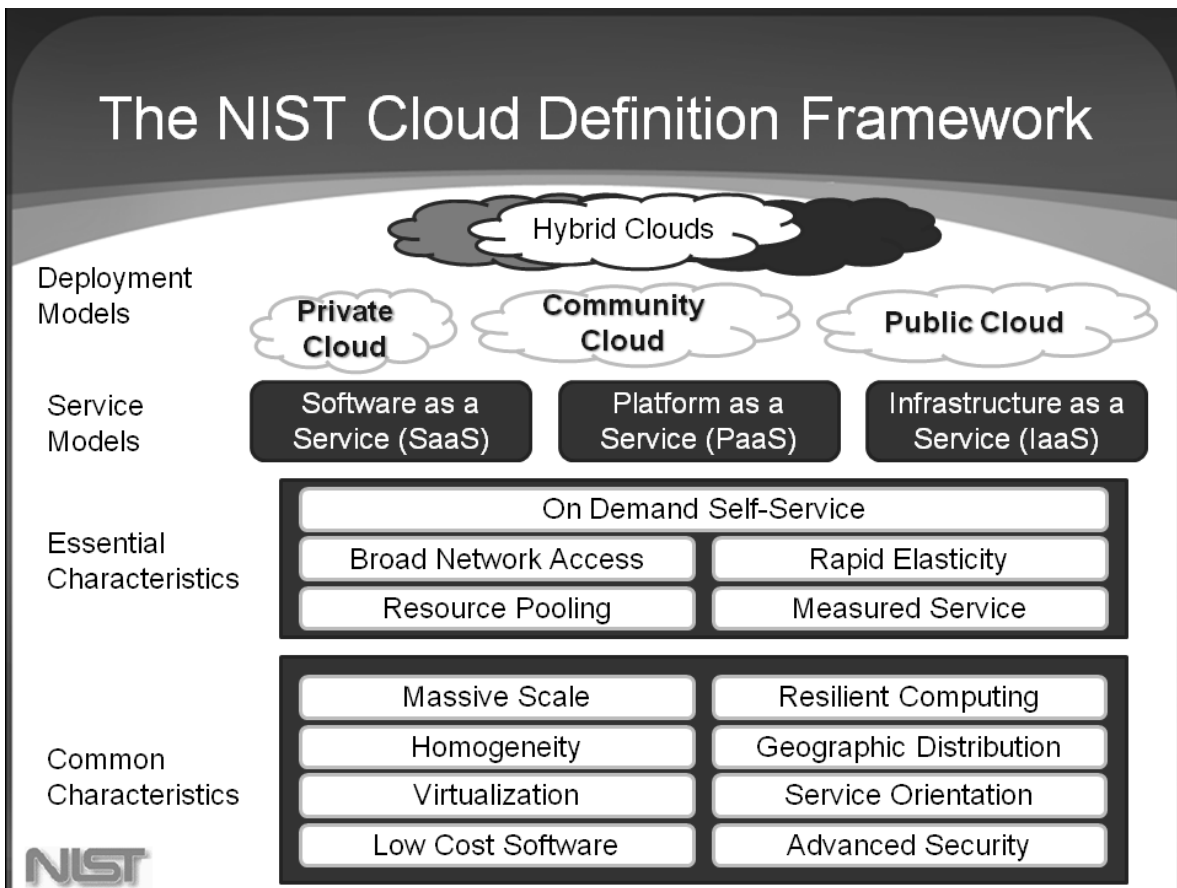 The NIST Cloud Definition Framework
Hybrid Clouds
Deployment
Models
Private
Cloud
Community
Cloud
Public Cloud
Service
Models
Software as a
Service (SaaS)
Platform as a
Service (PaaS)
Infrastructure as a
Service (IaaS)
Essential
Characteristics
On Demand Self-Service
Broad Network Access
Rapid Elasticity
Resource Pooling
Measured Service
Common
Characteristics
Massive Scale
Resilient Computing
Homogeneity
Geographic Distribution
Virtualization
Service Orientation
Low Cost Software
Advanced Security
NIST